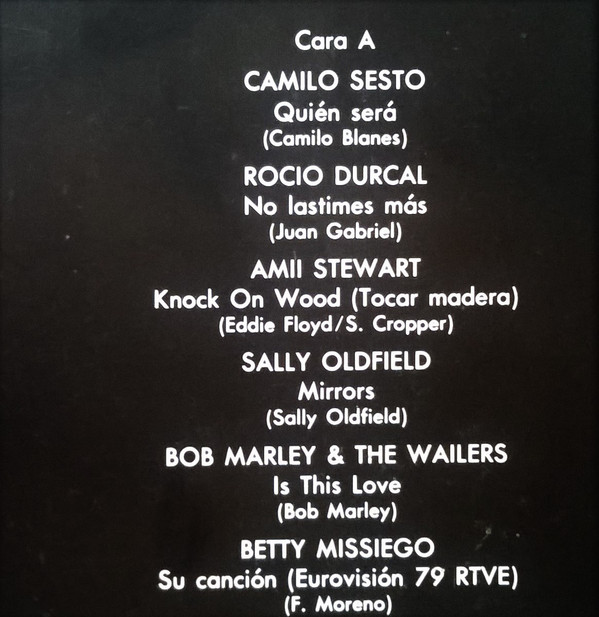 Cara A
CAMILO SESTO
Quién será
(Camilo Blanes)
ROCIO DURCAL
No lastimes más
(Juan Gabriel)
AMII STEWART
Knock On Wood (Tocar madera)
(Eddie Floyd/S. Cropper)
SALLY OLDFIELD
Mirrors
(Sally Oldfield)
BOB MARLEY & THE WAILERS
Is This Love
(Bob Marley)
BETTY MISSIEGO
Su canción (Eurovisión 79 RTVE)
(F. Moreno)